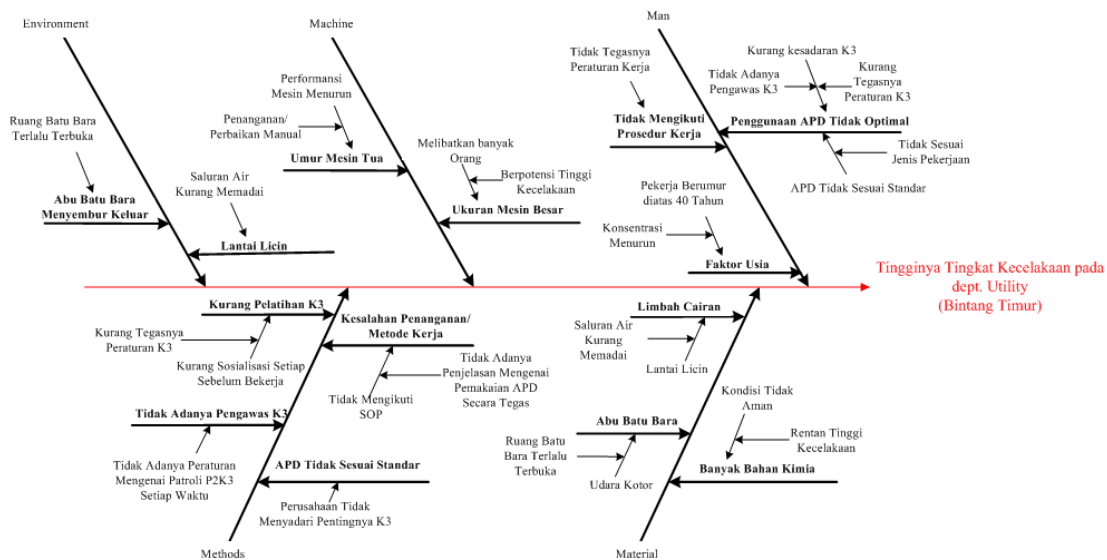 Environment
Machine
Man
Tidak Tegasnya
Peraturan Kerja
Kurang kesadaran K3
Tidak Adanya
Pengawas K3
Kurang
Tegasnya
Peraturan K3
Performansi
Mesin Menurun
Ruang Batu Bara
Terlalu Terbuka
Penanganan/
Perbaikan Manual
Tidak Mengikuti
Prosedur Kerja
Penggunaan APD Tidak Optimal
Melibatkan banyak
Orang
Umur Mesin Tua
Tidak Sesuai
Jenis Pekerjaan
Saluran Air
Kurang Memadai
Berpotensi Tinggi
Kecelakaan
APD Tidak Sesuai Standar
Pekerja Berumur
diatas 40 Tahun
Abu Batu Bara
Menyembur Keluar
Ukuran Mesin Besar
Konsentrasi
Menurun
Lantai Licin
Faktor Usia
Tingginya Tingkat Kecelakaan pada
dept. Utility
(Bintang Timur)
Kurang Pelatihan K3
Kesalahan Penanganan/
Metode Kerja
Limbah Cairan
Kurang Tegasnya
Peraturan K3
Saluran Air
Kurang
Memadai
Kurang Sosialisasi Setiap
Sebelum Bekerja
Tidak Adanya
Penjelasan Mengenai
Pemakaian APD
Secara Tegas
Lantai Licin
Tidak Mengikuti
SOP
Kondisi Tidak
Aman
Tidak Adanya Pengawas K3
Abu Batu Bara
Rentan Tinggi
Kecelakaan
Ruang Batu
Bara Terlalu
Terbuka
Tidak Adanya Peraturan
Mengenai Patroli P2K3
Setiap Waktu
APD Tidak Sesuai Standar
Udara Kotor
Banyak Bahan Kimia
Perusahaan Tidak
Menyadari Pentingnya K3
Methods
Material